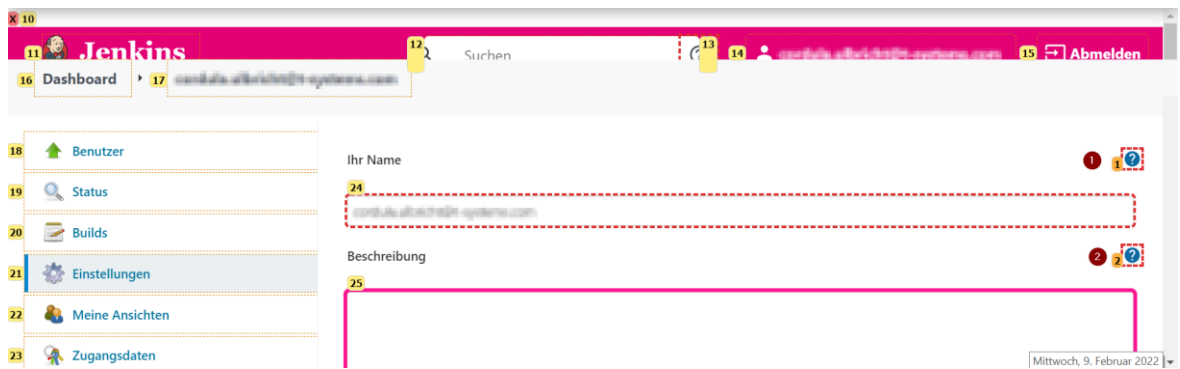 X 10
11 Jenkins 12 Suchen 13 14 15 Abmelden
16 Dashboard 17
18 Benutzer
19 Status
20 Builds
21 Einstellungen
22 Meine Ansichten
23 Zugangsdaten
Ihr Name 1 1 ?
24
Beschreibung 2 2 ?
25
Mittwoch, 9. Februar 2022